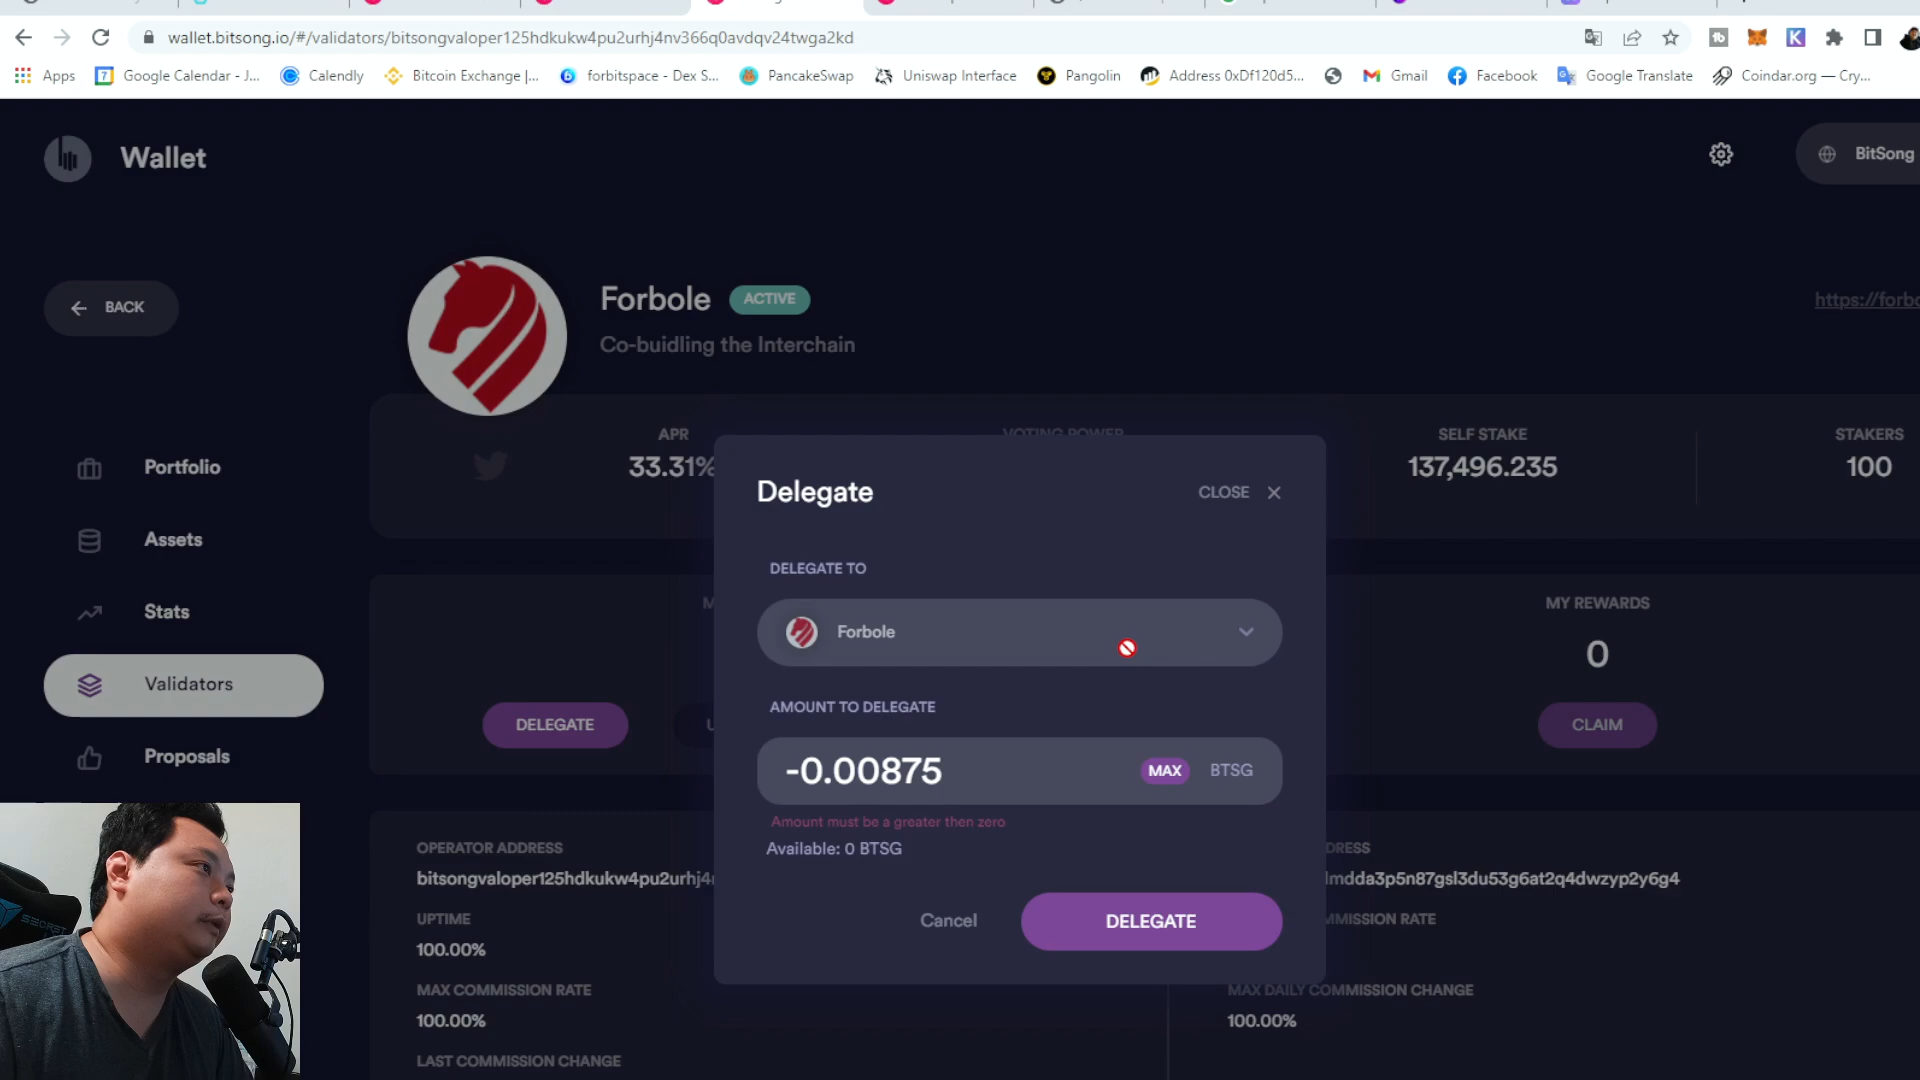 wallet.bitsong.io/#/validators/bitsongvaloper125hdkukw4pu2urhj4nv366q0avdqv24twga2kd
Apps
Google Calendar - J...
Calendly
Bitcoin Exchange |...
forbitspace - Dex S...
PancakeSwap
Uniswap Interface
Pangolin
Address 0xDf120d5...
Gmail
Facebook
Google Translate
Coindar.org — Cry...
Wallet
BitSong
BACK
Forbole
ACTIVE
Co-buidling the Interchain
https://forbo
APR
33.31%
VOTING POWER
SELF STAKE
137,496.235
STAKERS
100
Portfolio
Assets
Stats
Validators
Proposals
Delegate
CLOSE
DELEGATE TO
Forbole
AMOUNT TO DELEGATE
-0.00875
MAX
BTSG
Amount must be a greater then zero
Available: 0 BTSG
Cancel
DELEGATE
DELEGATE
MY REWARDS
0
CLAIM
OPERATOR ADDRESS
bitsongvaloper125hdkukw4pu2urhj4
UPTIME
100.00%
MAX COMMISSION RATE
100.00%
LAST COMMISSION CHANGE
DRESS
mdda3p5n87gsl3du53g6at2q4dwzyp2y6g4
MMISSION RATE
MAX DAILY COMMISSION CHANGE
100.00%